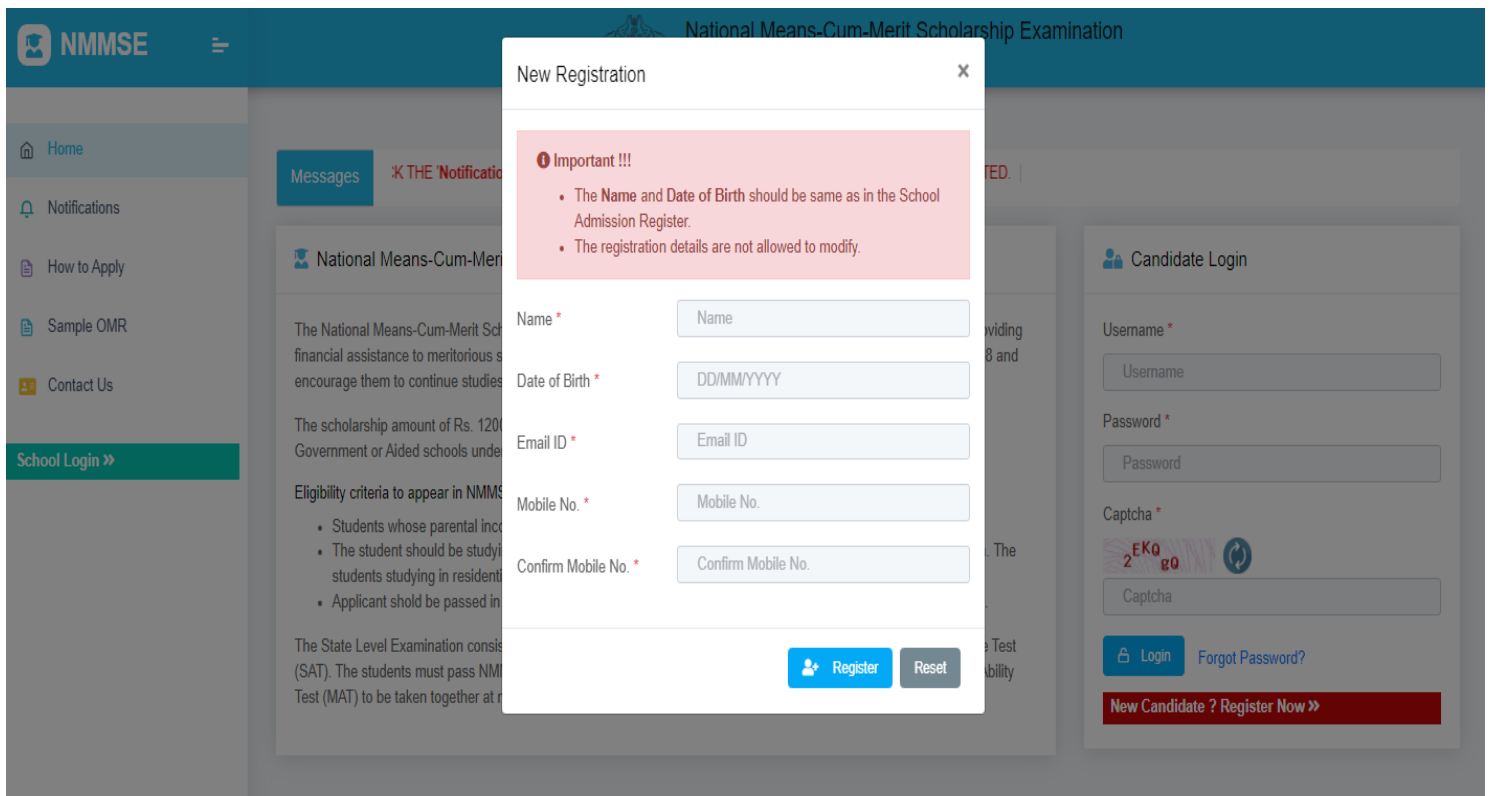 NMMSE
National Means-Cum-Merit Scholarship Examination
Home
Notifications
How to Apply
Sample OMR
Contact Us
School Login »
Messages
THE 'Notificatio
TED.
National Means-Cum-Meri
The National Means-Cum-Merit Sch
oviding
financial assistance to meritorious s
8 and
encourage them to continue studies
The scholarship amount of Rs. 120
Government or Aided schools unde
Eligibility criteria to appear in NMMS
• Students whose parental inco
• The student should be studyi
. The
students studying in residenti
• Applicant shold be passed in
The State Level Examination consis
e Test
(SAT). The students must pass NM
Ability
Test (MAT) to be taken together at
New Registration
×
Important !!!
• The Name and Date of Birth should be same as in the School
Admission Register.
• The registration details are not allowed to modify.
Name *
Name
Date of Birth *
DD/MM/YYYY
Email ID *
Email ID
Mobile No. *
Mobile No.
Confirm Mobile No. *
Confirm Mobile No.
Register
Reset
Candidate Login
Username *
Username
Password *
Password
Captcha *
2EKQgQ
Captcha
Login
Forgot Password?
New Candidate ? Register Now »